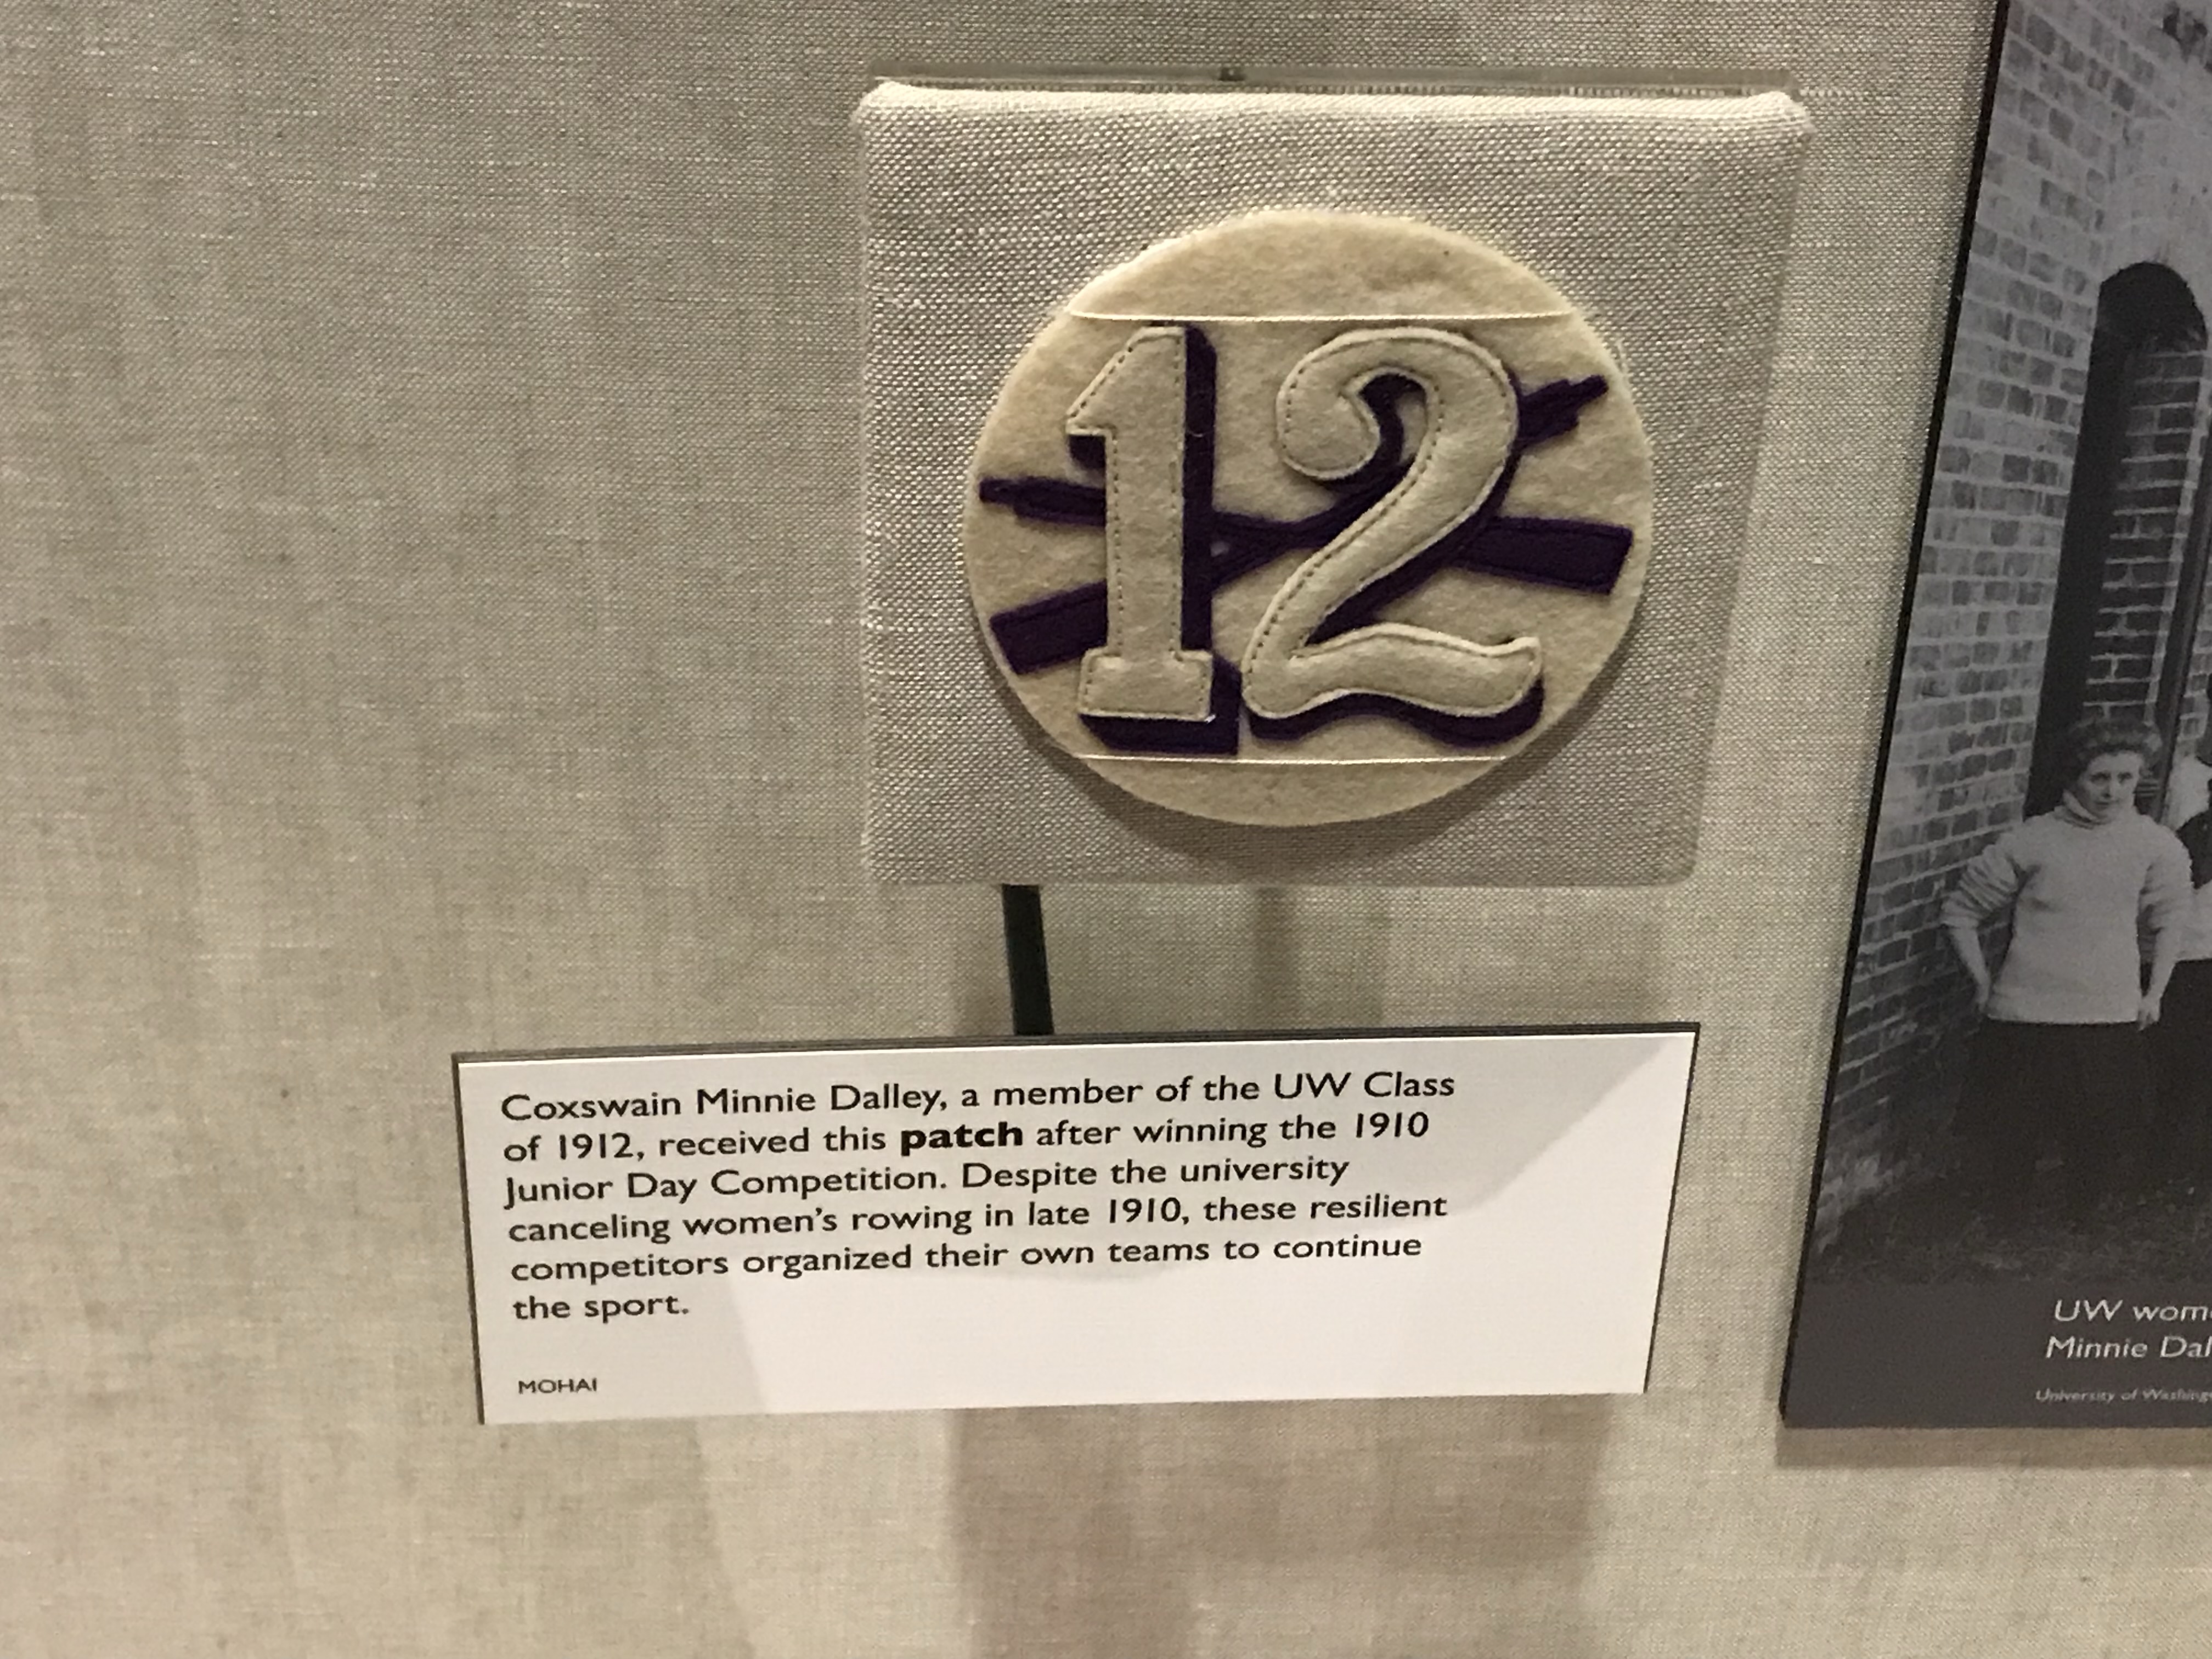 12
Coxswain Minnie Dalley, a member of the UW Class
of 1912, received this patch after winning the 1910
Junior Day Competition. Despite the university
canceling women's rowing in late 1910, these resilient
competitors organized their own teams to continue
the sport.
MOHAI
UW
Minnie
University of